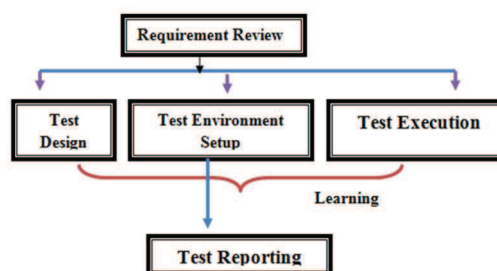 Requirement Review
Test
Design
Test Environment
Setup
Test Execution
Learning
Test Reporting